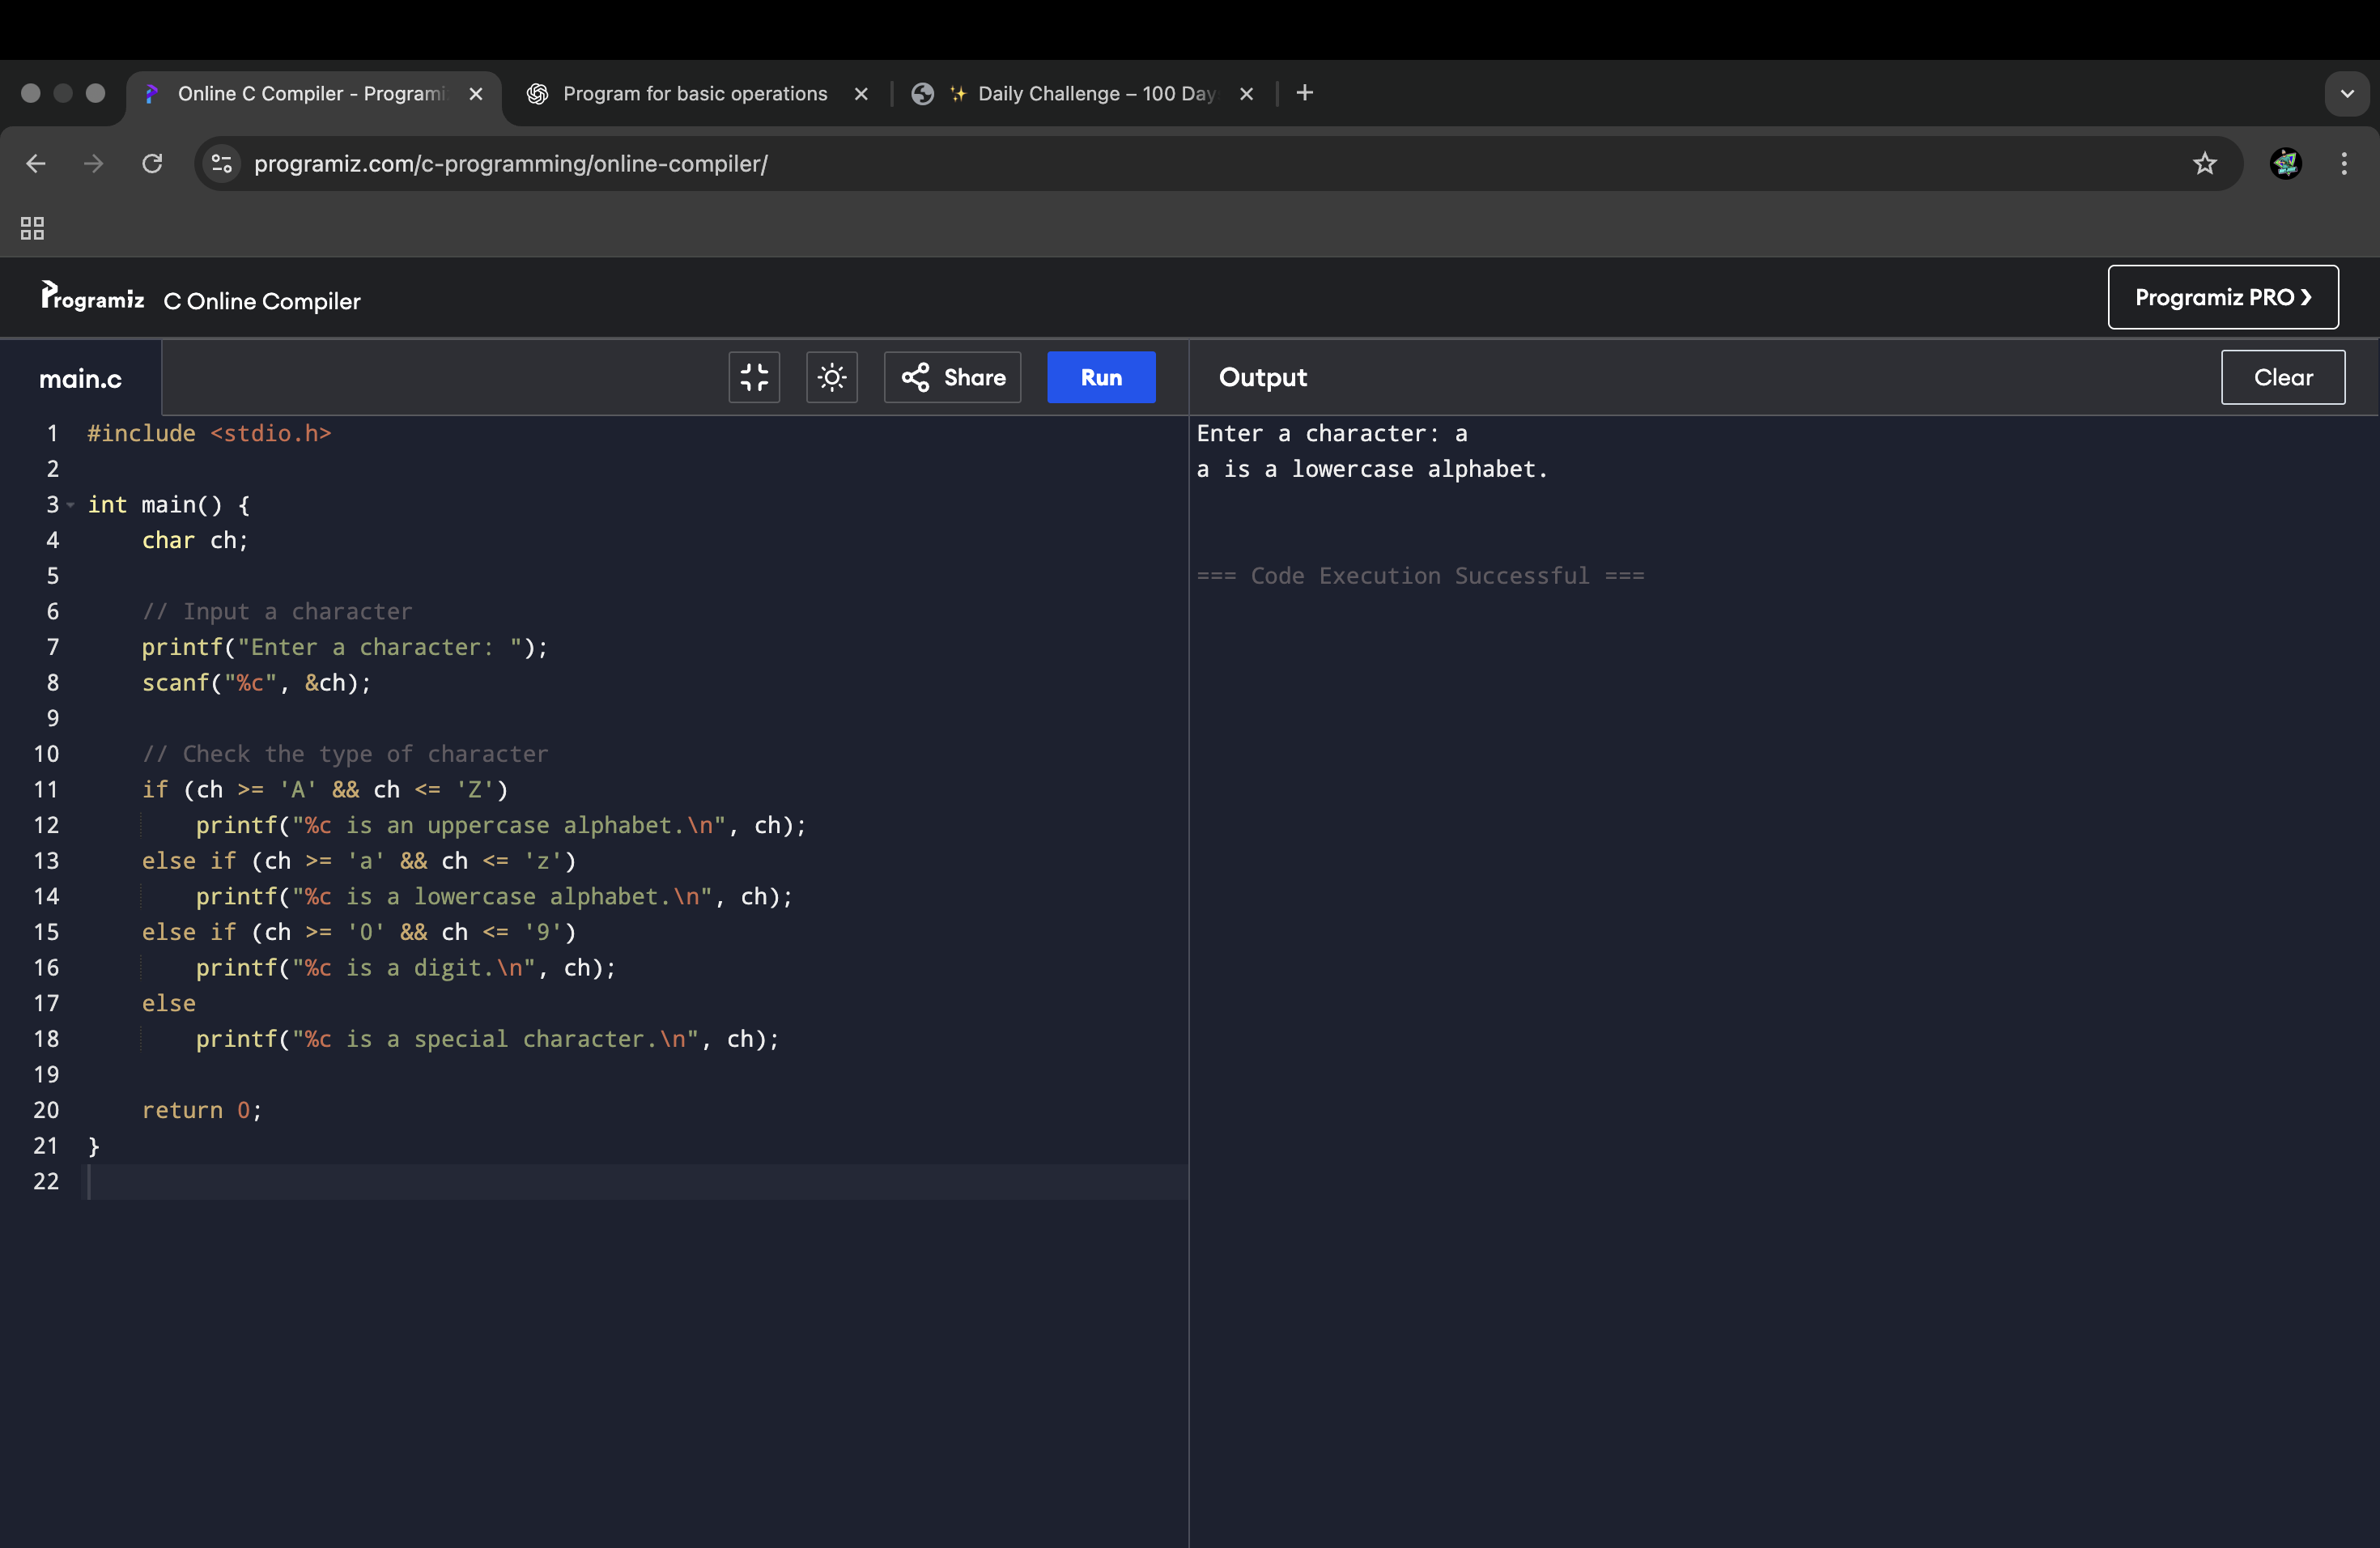 Online C Compiler - Programi
Program for basic operations
✨ Daily Challenge – 100 Day
programiz.com/c-programming/online-compiler/
Programiz C Online Compiler
Programiz PRO ❯
main.c
Share
Run
Output
Clear
1 #include <stdio.h>
2
3 int main() {
4     char ch;
5
6     // Input a character
7     printf("Enter a character: ");
8     scanf("%c", &ch);
9
10     // Check the type of character
11     if (ch >= 'A' && ch <= 'Z')
12         printf("%c is an uppercase alphabet.\n", ch);
13     else if (ch >= 'a' && ch <= 'z')
14         printf("%c is a lowercase alphabet.\n", ch);
15     else if (ch >= '0' && ch <= '9')
16         printf("%c is a digit.\n", ch);
17     else
18         printf("%c is a special character.\n", ch);
19
20     return 0;
21 }
22
Enter a character: a
a is a lowercase alphabet.
=== Code Execution Successful ===